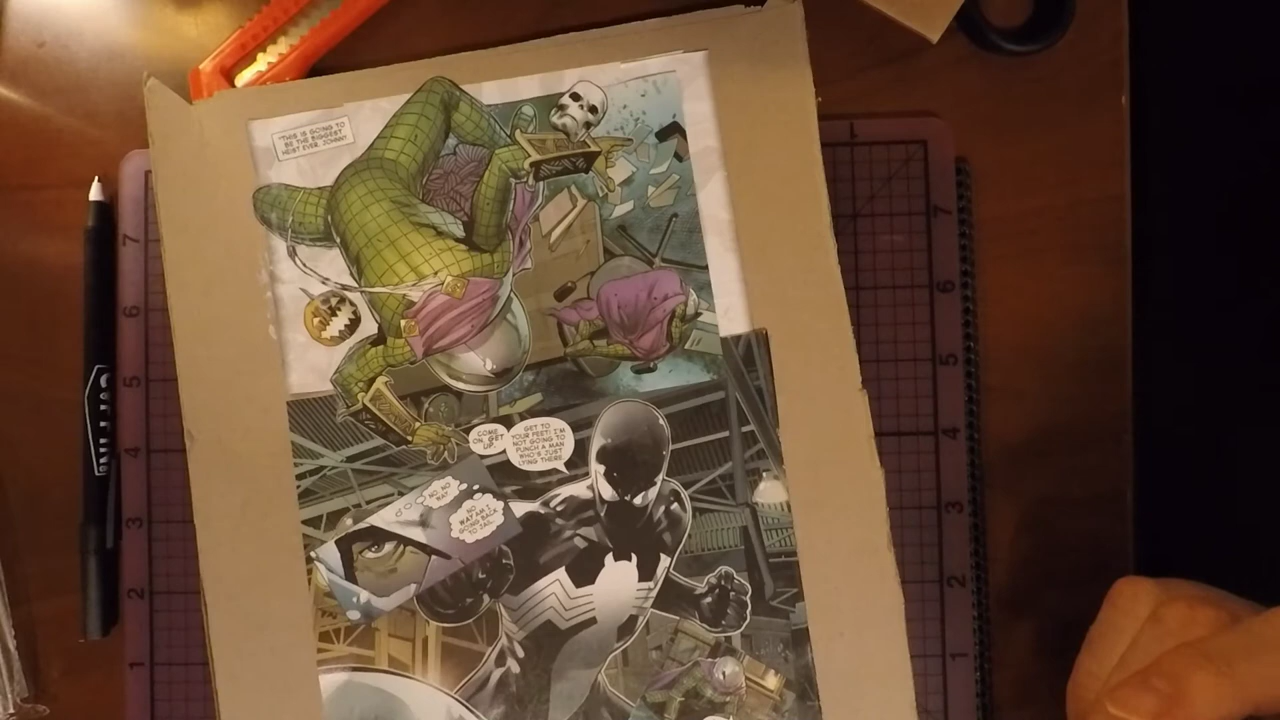 "THIS IS GOING TO
BE THE BIGGEST
HEIST EVER, JOHNNY.
COME
ON, GET
UP.
GET TO
YOUR FEET! I'M
NOT GOING TO
PUNCH A MAN
WHO'S JUST
LYING THERE.
NO, NO
WAY.
NO
WAY AM I
GOING BACK
TO JAIL.
7
6
5
4
3
2
1
1
7
6
5
4
3
2
1